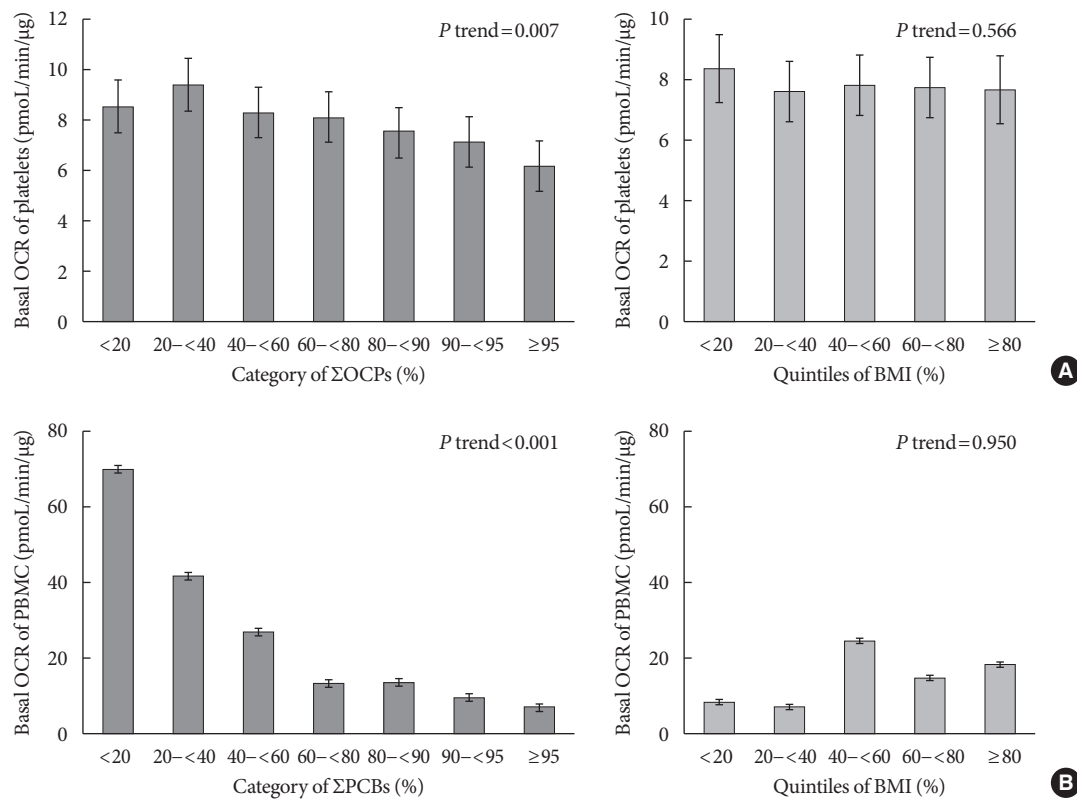 Basal OCR of platelets (pmoL/min/µg)
12
10
8
6
4
2
0
P trend=0.007
<20 20−<40 40−<60 60−<80 80−<90 90−<95 ≥95
Category of ΣOCPs (%)
Basal OCR of platelets (pmoL/min/µg)
10
8
6
4
2
0
P trend=0.566
<20 20−<40 40−<60 60−<80 ≥80
Quintiles of BMI (%)
A
Basal OCR of PBMC (pmoL/min/µg)
80
60
40
20
0
P trend<0.001
<20 20−<40 40−<60 60−<80 80−<90 90−<95 ≥95
Category of ΣPCBs (%)
Basal OCR of PBMC (pmoL/min/µg)
80
60
40
20
0
P trend=0.950
<20 20−<40 40−<60 60−<80 ≥80
Quintiles of BMI (%)
B